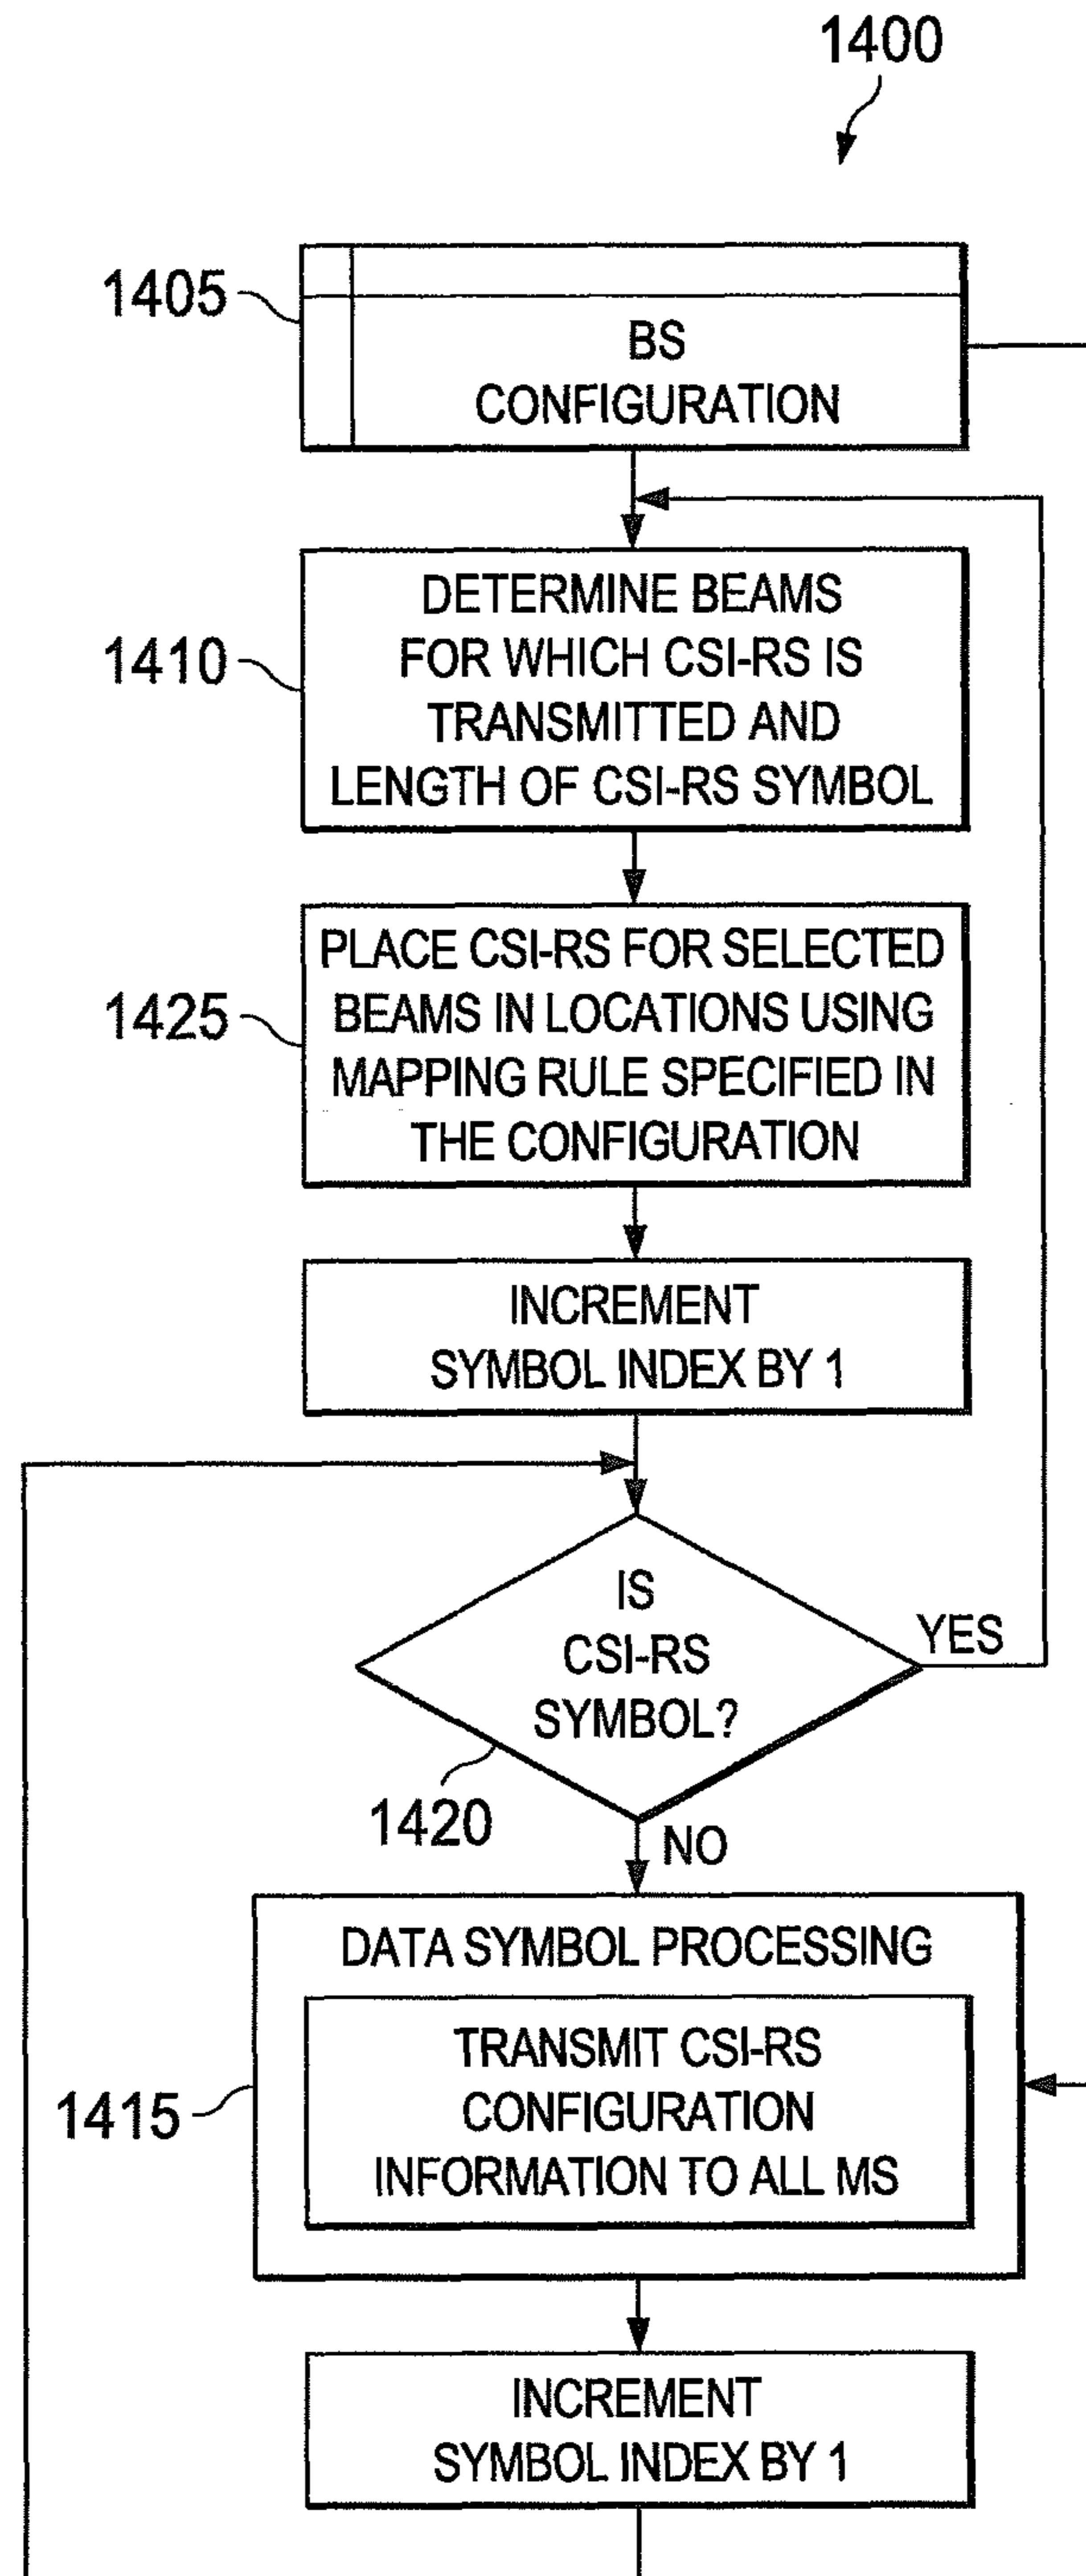 1400
1405
BS
CONFIGURATION
1410
DETERMINE BEAMS
FOR WHICH CSI-RS IS
TRANSMITTED AND
LENGTH OF CSI-RS SYMBOL
1425
PLACE CSI-RS FOR SELECTED
BEAMS IN LOCATIONS USING
MAPPING RULE SPECIFIED IN
THE CONFIGURATION
INCREMENT
SYMBOL INDEX BY 1
IS
CSI-RS
SYMBOL?
YES
1420
NO
DATA SYMBOL PROCESSING
1415
TRANSMIT CSI-RS
CONFIGURATION
INFORMATION TO ALL MS
INCREMENT
SYMBOL INDEX BY 1